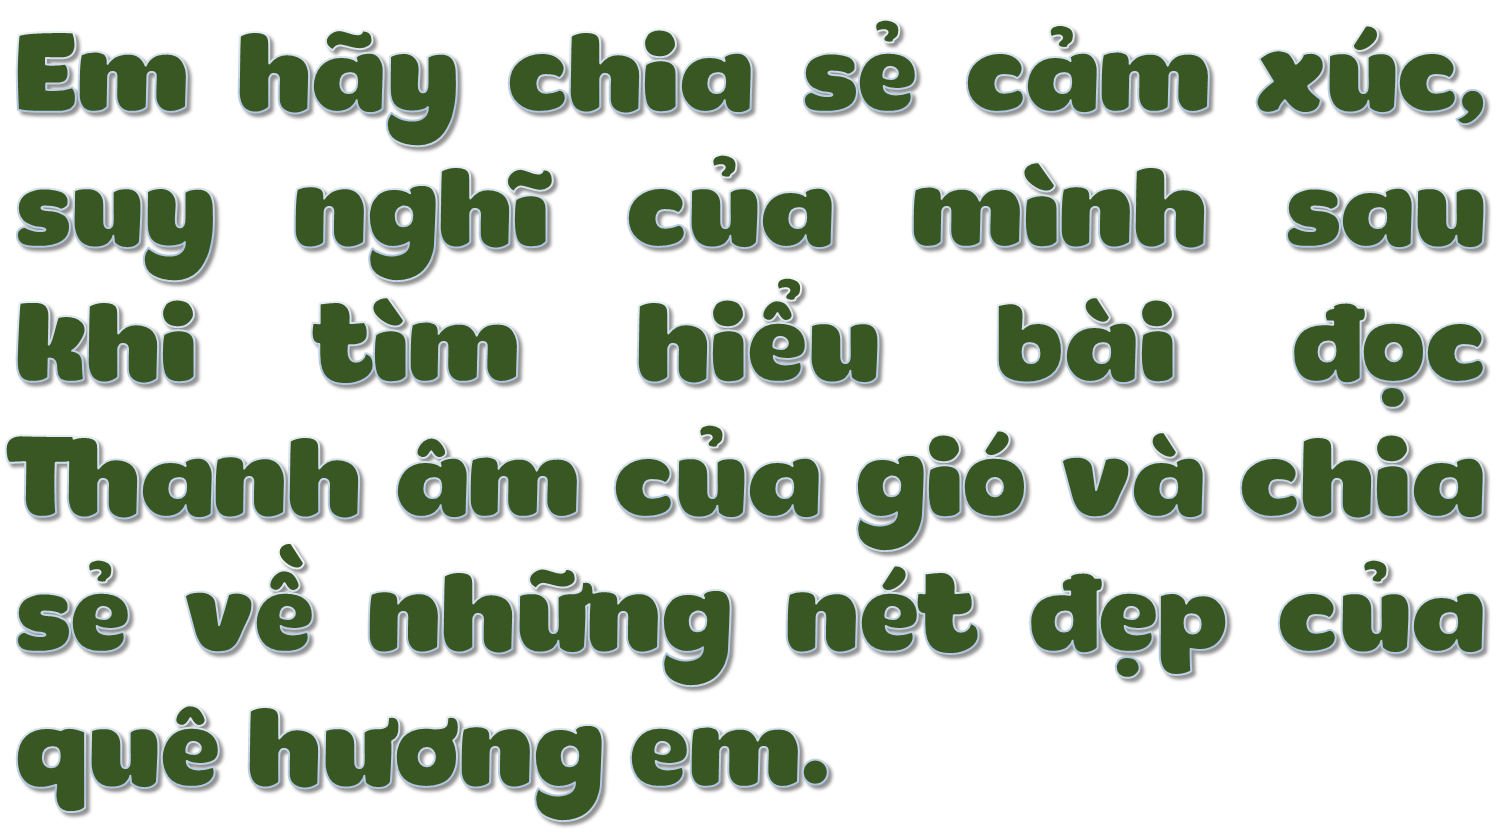 Em hãy chia sẻ cảm xúc,
suy nghĩ của mình sau
khi tìm hiểu bài đọc
Thanh âm của gió và chia
sẻ về những nét đẹp của
quê hương em.